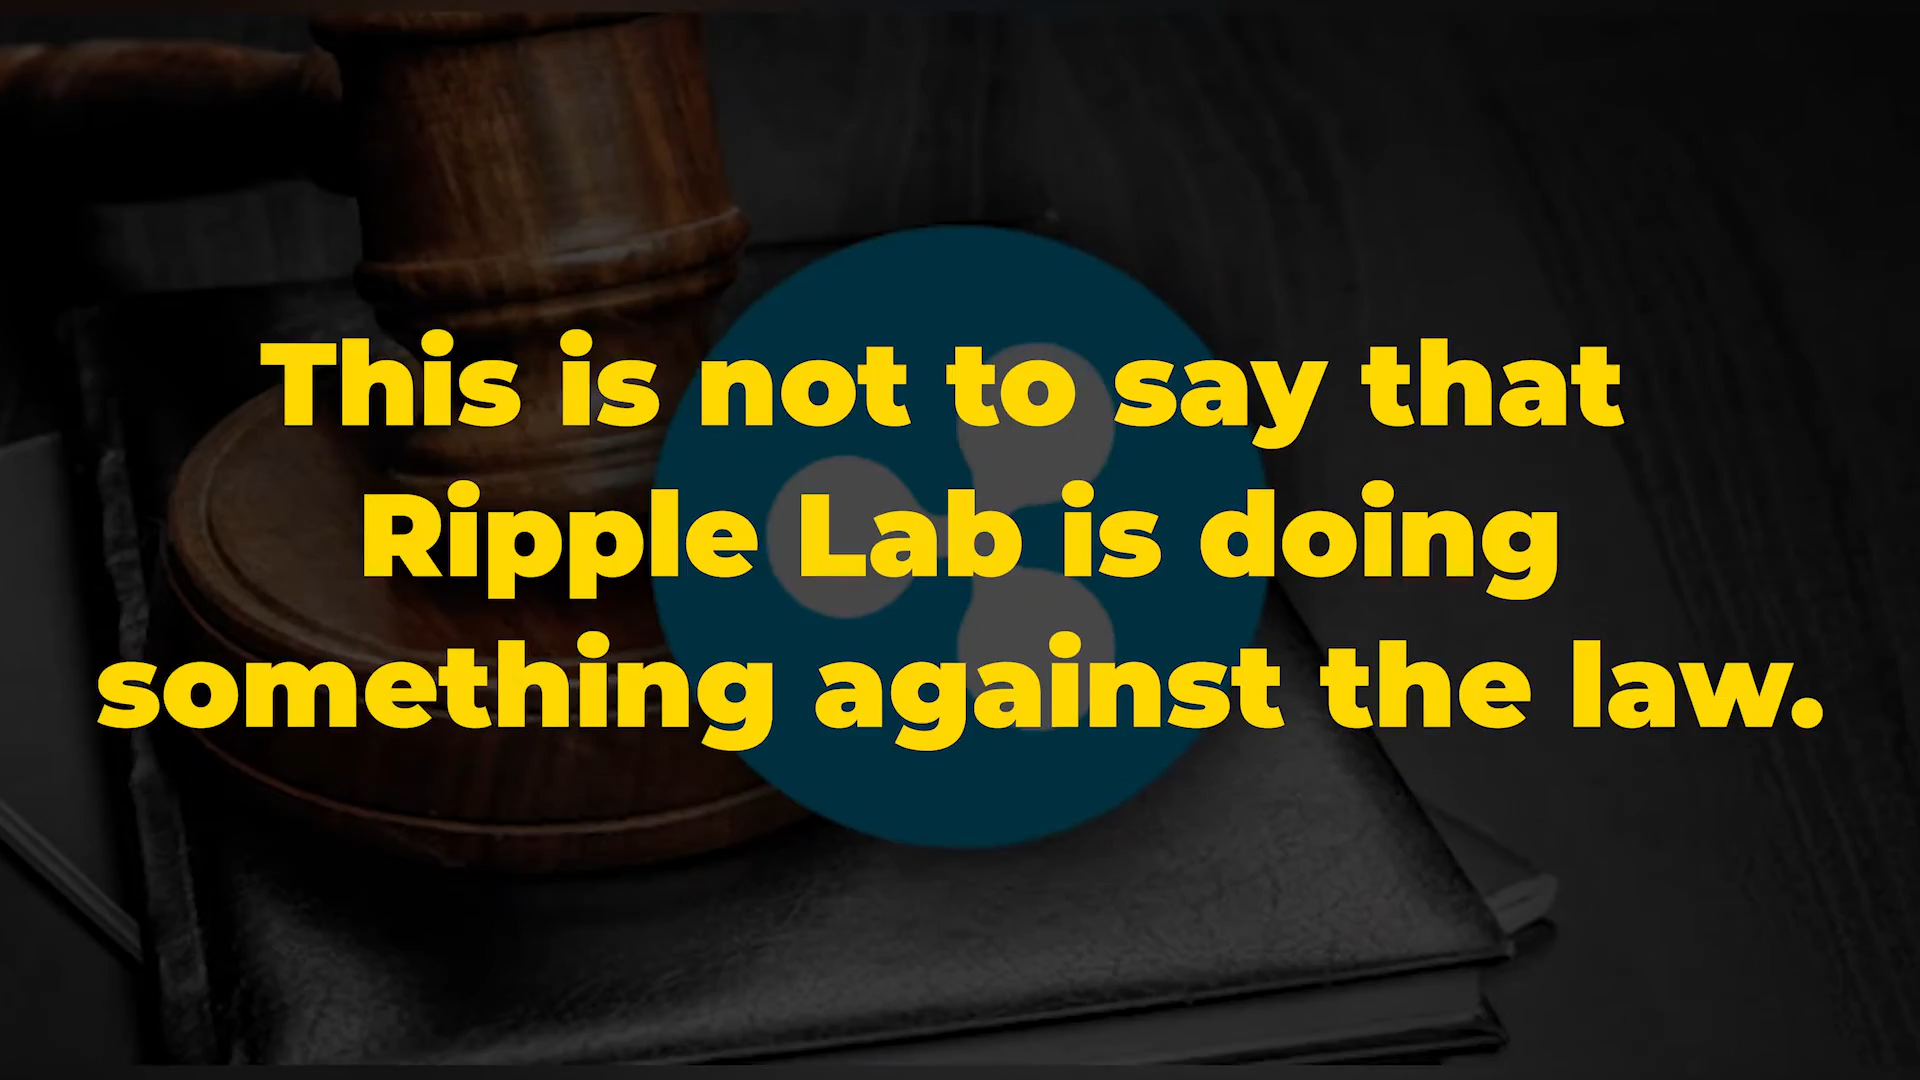 This is not to say that
Ripple Lab is doing
something against the law.